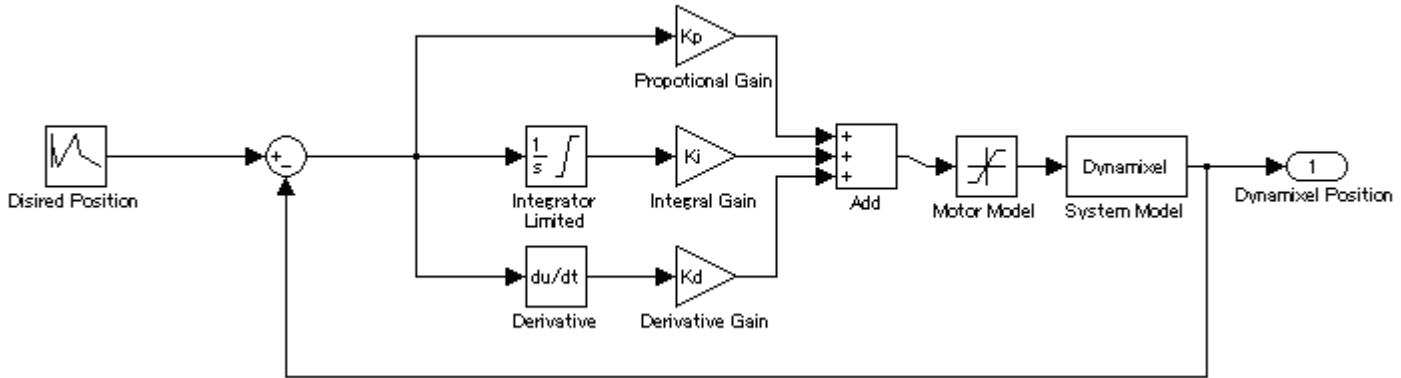 Kp
Propotional Gain
Disired Position
+
−
1
s
Integrator
Limited
Ki
Integral Gain
+
+
+
Add
Motor Model
Dynamixel
System Model
1
Dynamixel Position
du/dt
Derivative
Kd
Derivative Gain